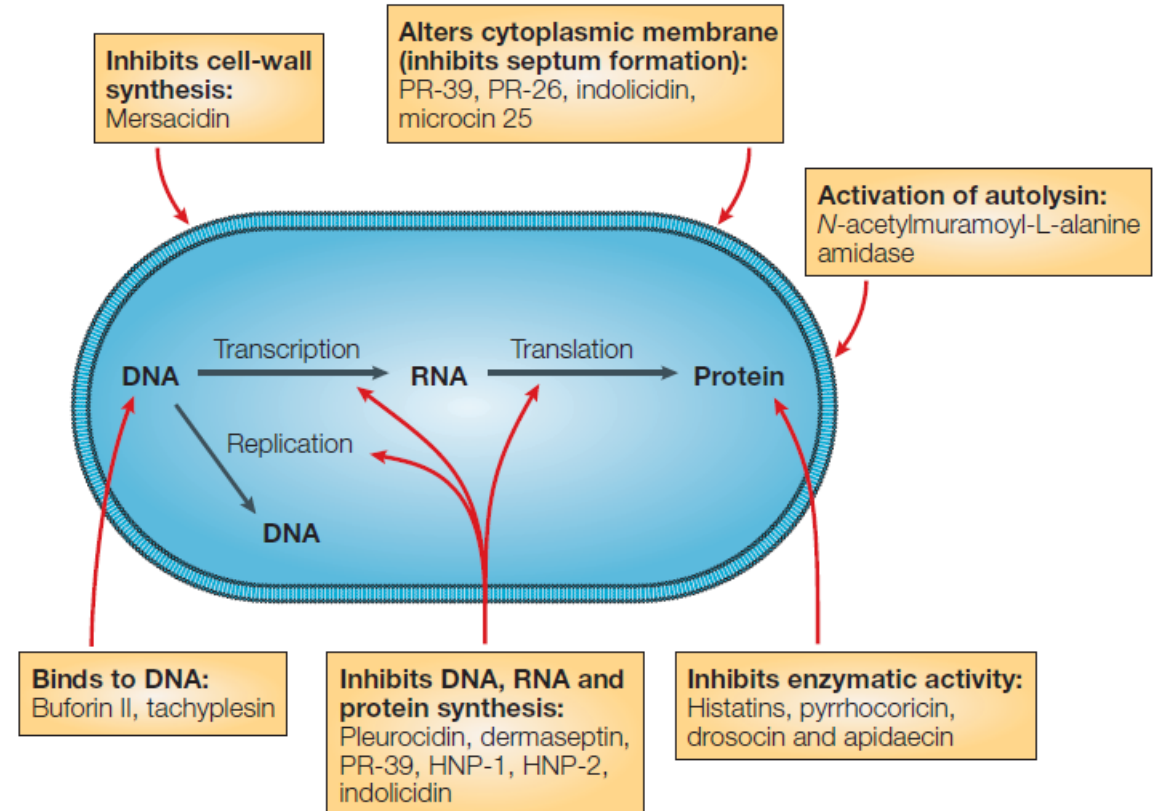 Inhibits cell-wall
synthesis:
Mersacidin
Alters cytoplasmic membrane
(inhibits septum formation):
PR-39, PR-26, indolicidin,
microcin 25
Activation of autolysin:
N-acetylmuramoyl-L-alanine
amidase
Transcription
Translation
DNA
RNA
Protein
Replication
DNA
Binds to DNA:
Buforin II, tachyplesin
Inhibits DNA, RNA and
protein synthesis:
Pleurocidin, dermaseptin,
PR-39, HNP-1, HNP-2,
indolicidin
Inhibits enzymatic activity:
Histatins, pyrrhocoricin,
drosocin and apidaecin